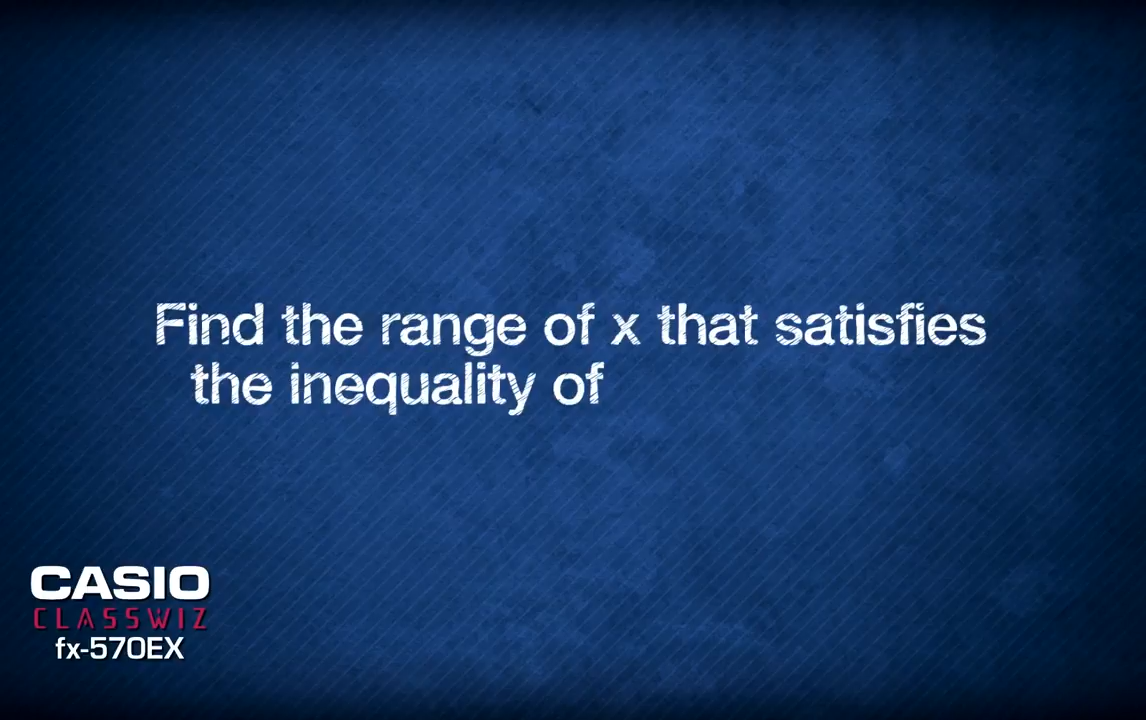 Find the range of x that satisfies
the inequality of
CASIO
CLASSWIZ
fx-570EX